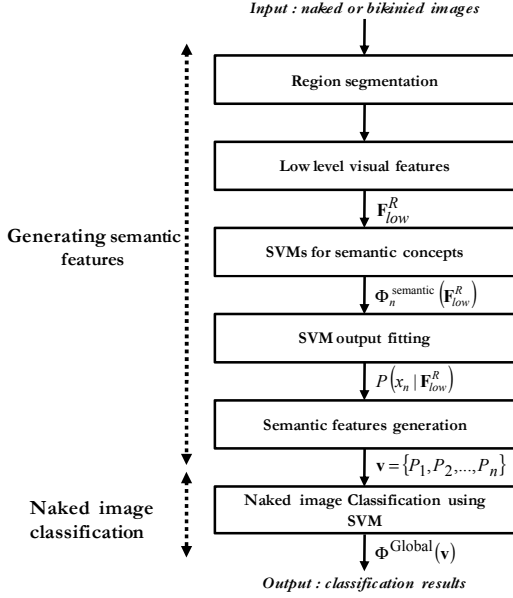 Input : naked or bikinied images
Region segmentation
Low level visual features
F^R_low
SVMs for semantic concepts
Φ_n^semantic (F^R_low)
SVM output fitting
P(x_n | F^R_low)
Semantic features generation
v = {P_1, P_2,..., P_n}
Naked image Classification using
SVM
Φ^Global (v)
Output : classification results
Generating semantic
features
Naked image
classification